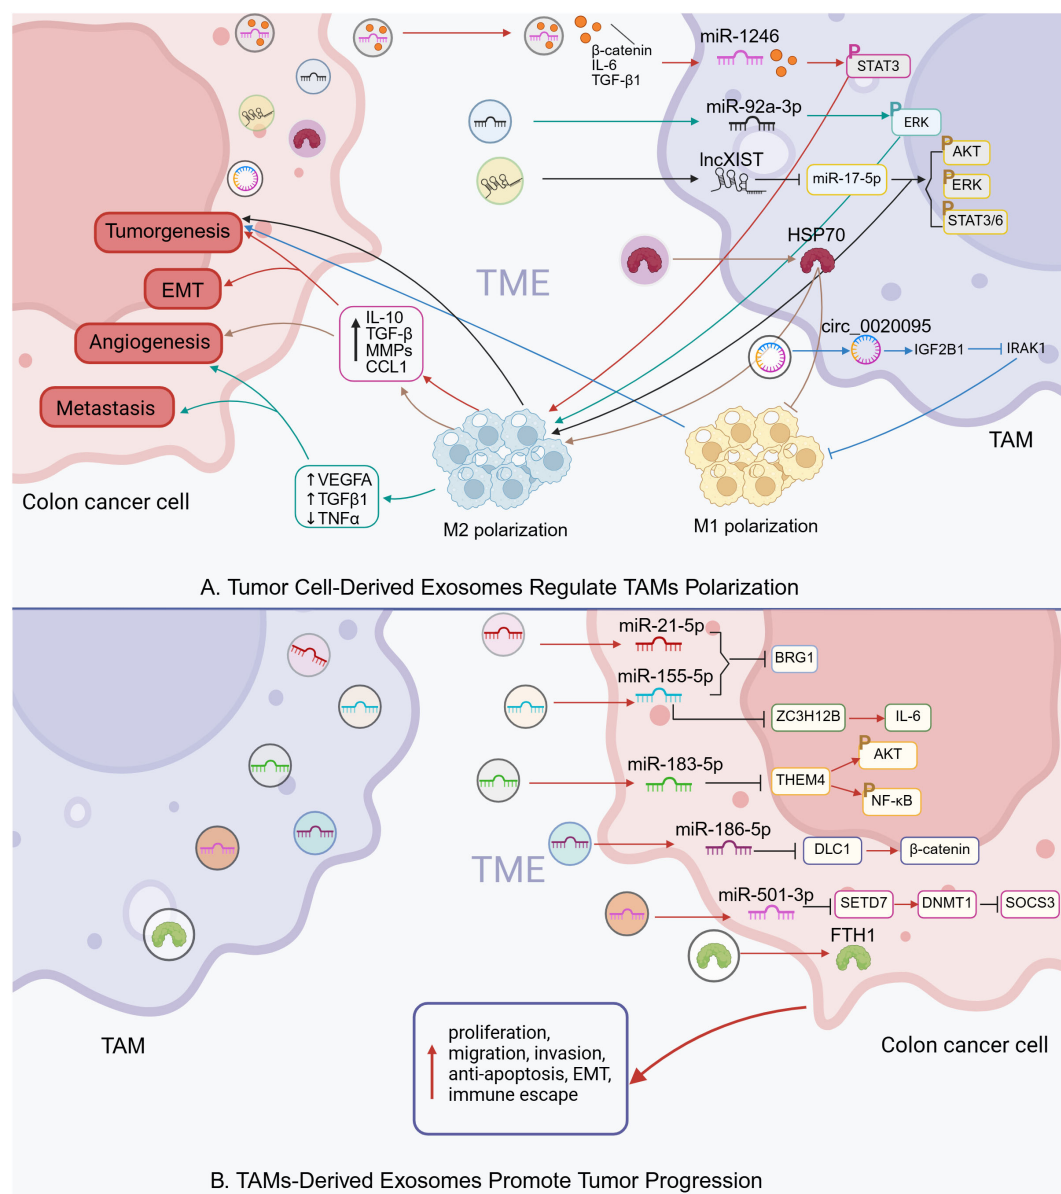 β-catenin
IL-6
TGF-β1
miR-1246
P
STAT3
miR-92a-3p
P
ERK
lncXIST
miR-17-5p
P
AKT
P
ERK
P
STAT3/6
HSP70
TME
Tumorgenesis
EMT
Angiogenesis
Metastasis
IL-10
TGF-β
MMPs
CCL1
circ_0020095
IGF2B1
IRAK1
↑VEGFA
↑TGFβ1
↓TNFα
Colon cancer cell
M2 polarization
M1 polarization
TAM
A. Tumor Cell-Derived Exosomes Regulate TAMs Polarization
miR-21-5p
BRG1
miR-155-5p
ZC3H12B
IL-6
miR-183-5p
THEM4
P
AKT
P
NF-κB
miR-186-5p
DLC1
β-catenin
TME
miR-501-3p
SETD7
DNMT1
SOCS3
FTH1
TAM
Colon cancer cell
proliferation,
migration, invasion,
anti-apoptosis, EMT,
immune escape
B. TAMs-Derived Exosomes Promote Tumor Progression